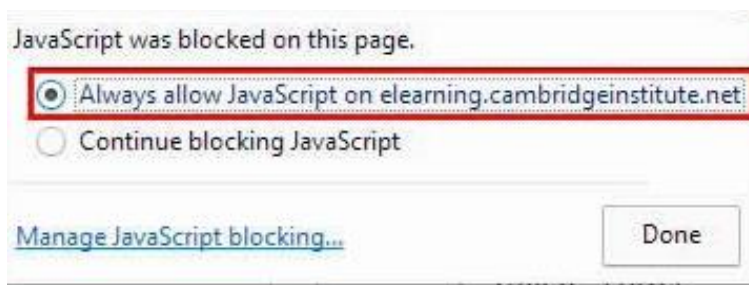 JavaScript was blocked on this page.
Always allow JavaScript on elearning.cambridgeinstitute.net
Continue blocking JavaScript
Manage JavaScript blocking...
Done